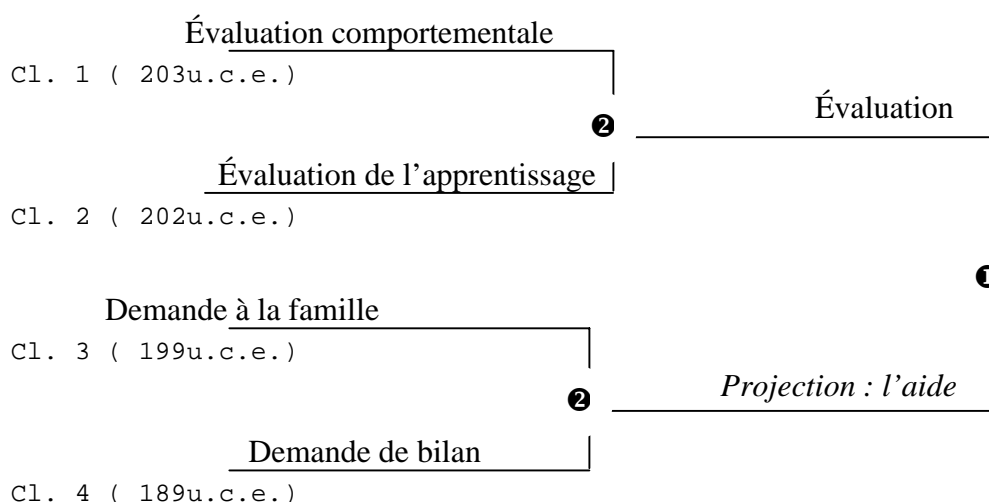 Évaluation comportementale
Cl. 1 ( 203u.c.e.)
Évaluation
❷
Évaluation de l’apprentissage
Cl. 2 ( 202u.c.e.)
❶
Demande à la famille
Cl. 3 ( 199u.c.e.)
Projection : l’aide
❷
Demande de bilan
Cl. 4 ( 189u.c.e.)